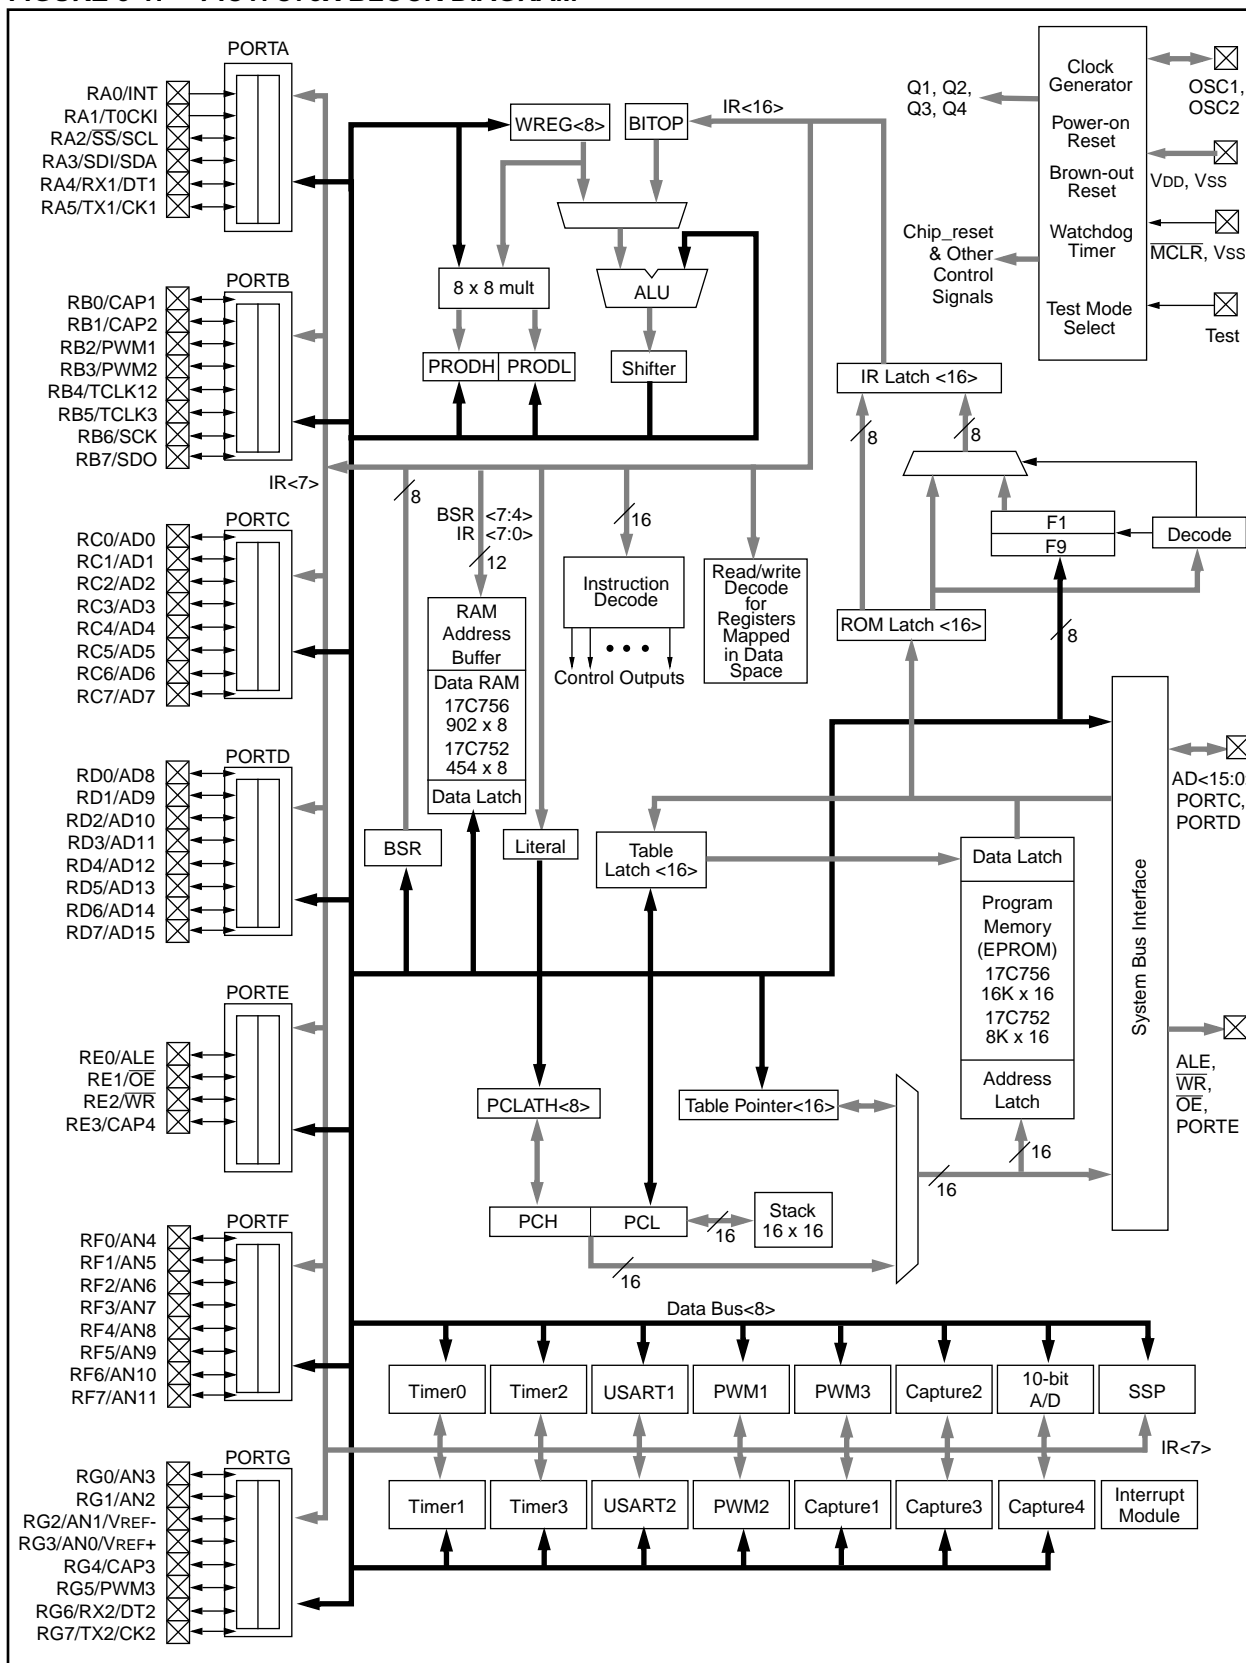 PORTA
RA0/INT
RA1/T0CKI
RA2/SS/SCL
RA3/SDI/SDA
RA4/RX1/DT1
RA5/TX1/CK1
PORTB
RB0/CAP1
RB1/CAP2
RB2/PWM1
RB3/PWM2
RB4/TCLK12
RB5/TCLK3
RB6/SCK
RB7/SDO
IR<7>
PORTC
RC0/AD0
RC1/AD1
RC2/AD2
RC3/AD3
RC4/AD4
RC5/AD5
RC6/AD6
RC7/AD7
PORTD
RD0/AD8
RD1/AD9
RD2/AD10
RD3/AD11
RD4/AD12
RD5/AD13
RD6/AD14
RD7/AD15
PORTE
RE0/ALE
RE1/OE
RE2/WR
RE3/CAP4
PORTF
RF0/AN4
RF1/AN5
RF2/AN6
RF3/AN7
RF4/AN8
RF5/AN9
RF6/AN10
RF7/AN11
PORTG
RG0/AN3
RG1/AN2
RG2/AN1/VREF-
RG3/AN0/VREF+
RG4/CAP3
RG5/PWM3
RG6/RX2/DT2
RG7/TX2/CK2
WREG<8>
BITOP
IR<16>
8 x 8 mult
ALU
PRODH
PRODL
Shifter
Q1, Q2,
Q3, Q4
Chip_reset
& Other
Control
Signals
Clock
Generator
Power-on
Reset
Brown-out
Reset
Watchdog
Timer
Test Mode
Select
OSC1,
OSC2
VDD, VSS
MCLR, VSS
Test
IR Latch <16>
8
8
F1
F9
Decode
ROM Latch <16>
8
8
BSR <7:4>
IR <7:0>
12
16
RAM
Address
Buffer
Data RAM
17C756
902 x 8
17C752
454 x 8
Data Latch
Instruction
Decode
Control Outputs
Read/write
Decode
for
Registers
Mapped
in Data
Space
BSR
Literal
Table
Latch <16>
Data Latch
Program
Memory
(EPROM)
17C756
16K x 16
17C752
8K x 16
Address
Latch
System Bus Interface
AD<15:0
PORTC,
PORTD
ALE,
WR,
OE,
PORTE
PCLATH<8>
Table Pointer<16>
16
16
PCH
PCL
16
Stack
16 x 16
16
Data Bus<8>
Timer0
Timer2
USART1
PWM1
PWM3
Capture2
10-bit
A/D
SSP
IR<7>
Timer1
Timer3
USART2
PWM2
Capture1
Capture3
Capture4
Interrupt
Module